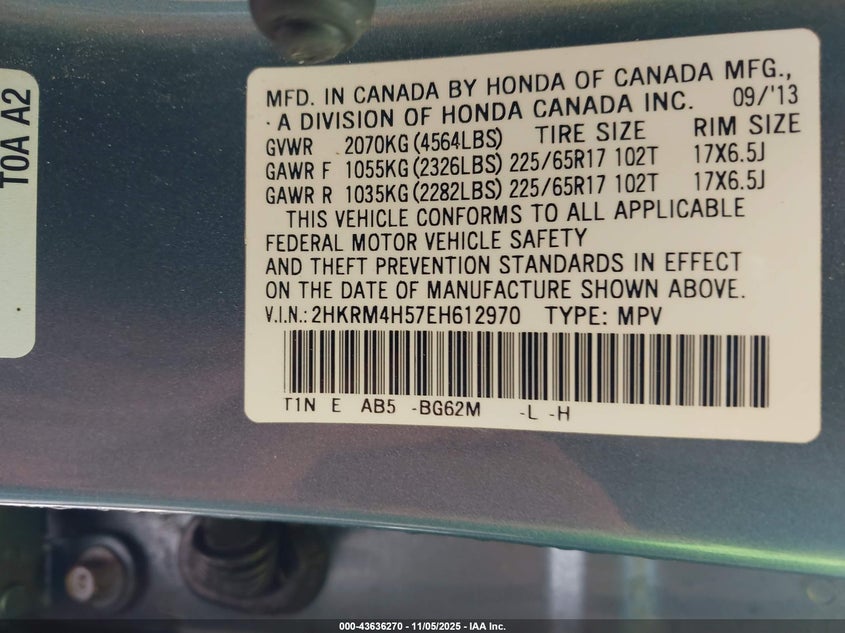 TOA A2
MFD. IN CANADA BY HONDA OF CANADA MFG.,
A DIVISION OF HONDA CANADA INC. 09/'13
GVWR 2070KG (4564LBS) TIRE SIZE RIM SIZE
GAWR F 1055KG (2326LBS) 225/65R17 102T 17X6.5J
GAWR R 1035KG (2282LBS) 225/65R17 102T 17X6.5J
THIS VEHICLE CONFORMS TO ALL APPLICABLE
FEDERAL MOTOR VEHICLE SAFETY
AND THEFT PREVENTION STANDARDS IN EFFECT
ON THE DATE OF MANUFACTURE SHOWN ABOVE.
V.I.N.: 2HKRM4H57EH612970 TYPE: MPV
T1N E AB5 -BG62M -L -H
000-43636270 - 11/05/2025 - IAA Inc.